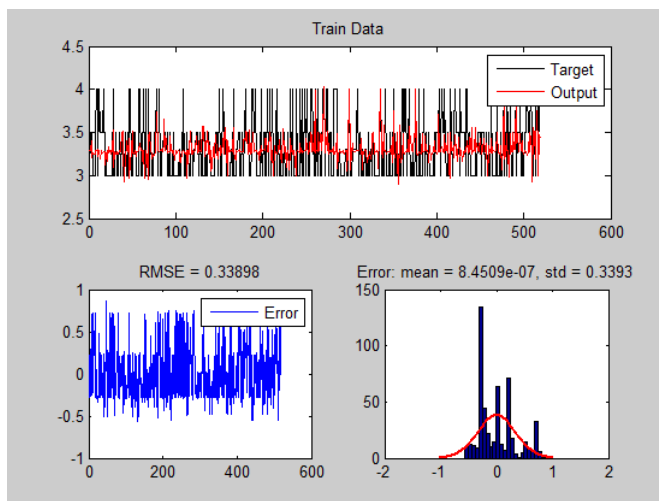 Train Data
4.5
4
3.5
3
2.5
0 100 200 300 400 500 600
Target
Output
RMSE = 0.33898
1
0.5
0
-0.5
-1
0 200 400 600
Error
Error: mean = 8.4509e-07, std = 0.3393
150
100
50
0
-2 -1 0 1 2